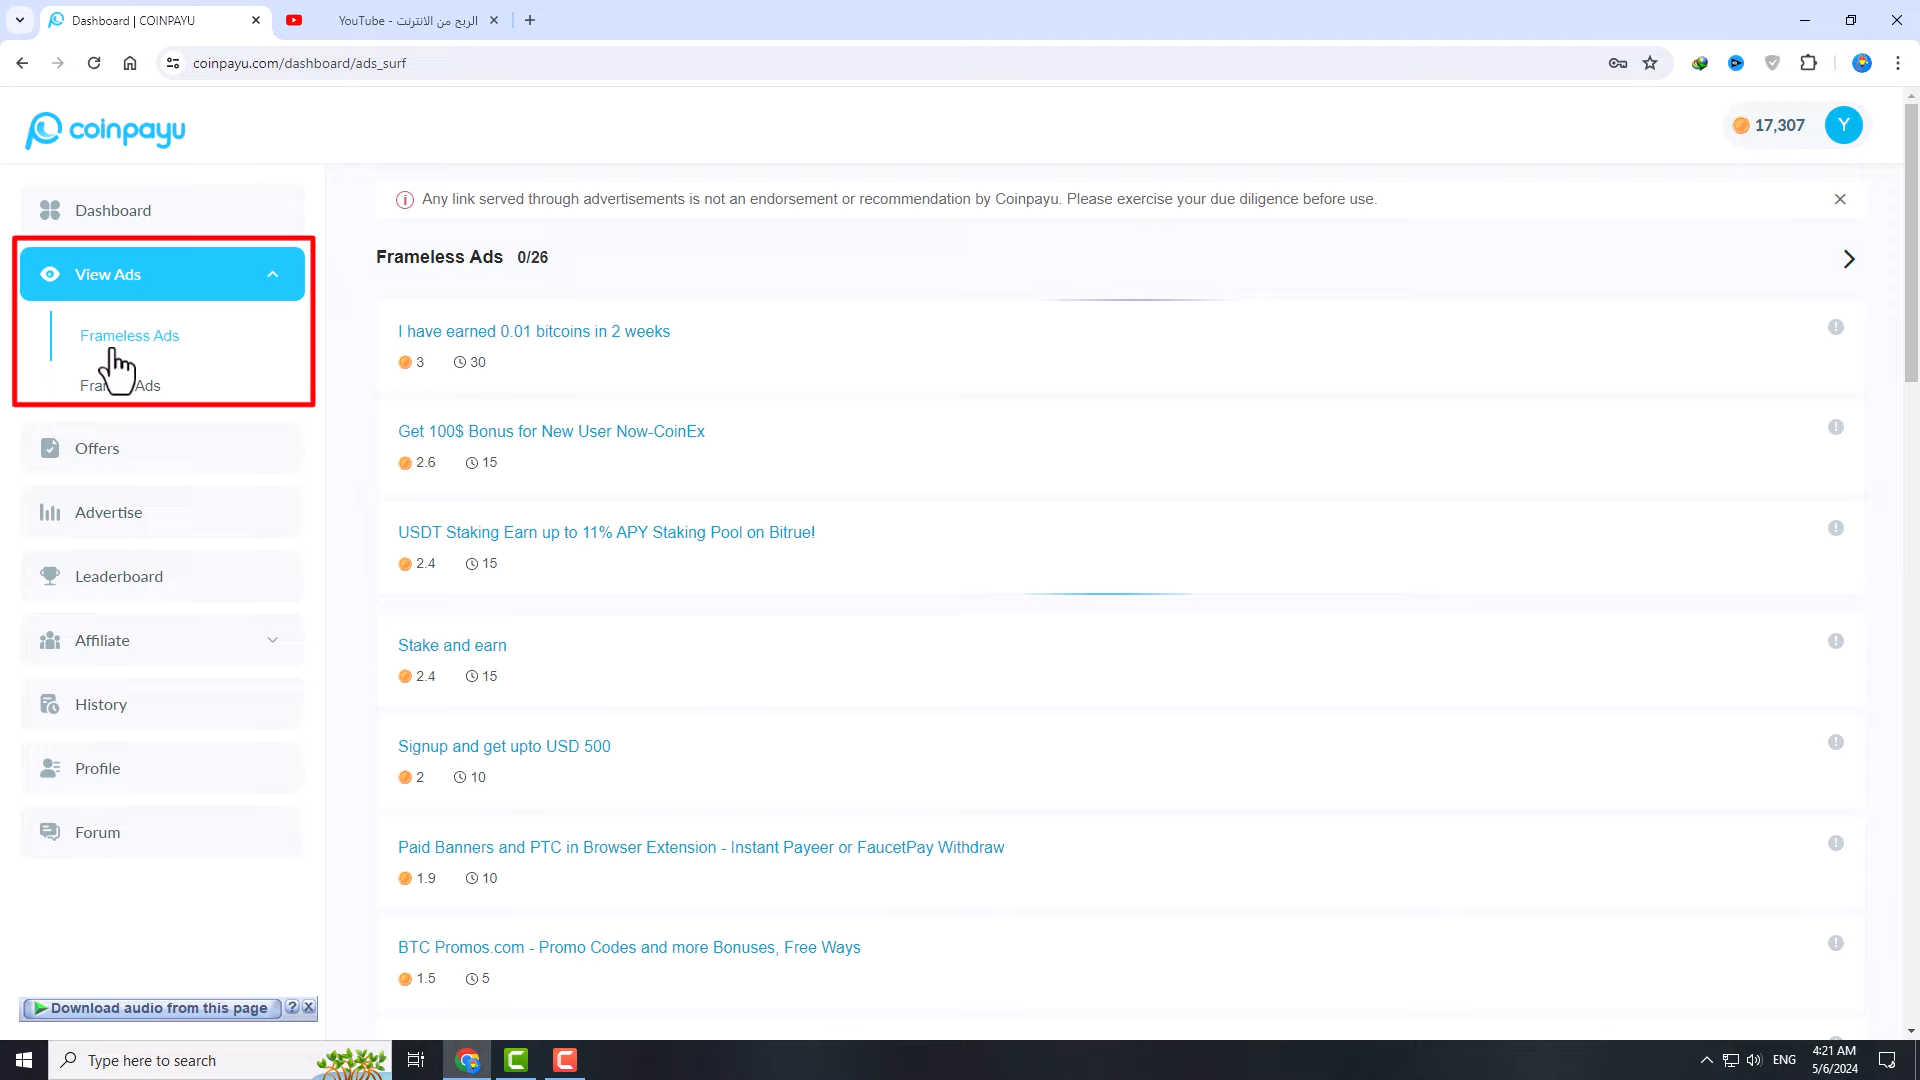 Dashboard | COINPAYU
الربح من الانترنت - YouTube
coinpayu.com/dashboard/ads_surf
coinpayu
17,307
Y
Dashboard
View Ads
Frameless Ads
Offers
Advertise
Leaderboard
Affiliate
History
Profile
Forum
Any link served through advertisements is not an endorsement or recommendation by Coinpayu. Please exercise your due diligence before use.
Frameless Ads 0/26
I have earned 0.01 bitcoins in 2 weeks
3 30
Get 100$ Bonus for New User Now-CoinEx
2.6 15
USDT Staking Earn up to 11% APY Staking Pool on Bitrue!
2.4 15
Stake and earn
2.4 15
Signup and get upto USD 500
2 10
Paid Banners and PTC in Browser Extension - Instant Payeer or FaucetPay Withdraw
1.9 10
BTC Promos.com - Promo Codes and more Bonuses, Free Ways
1.5 5
Download audio from this page
Type here to search
ENG
4:21 AM
5/6/2024